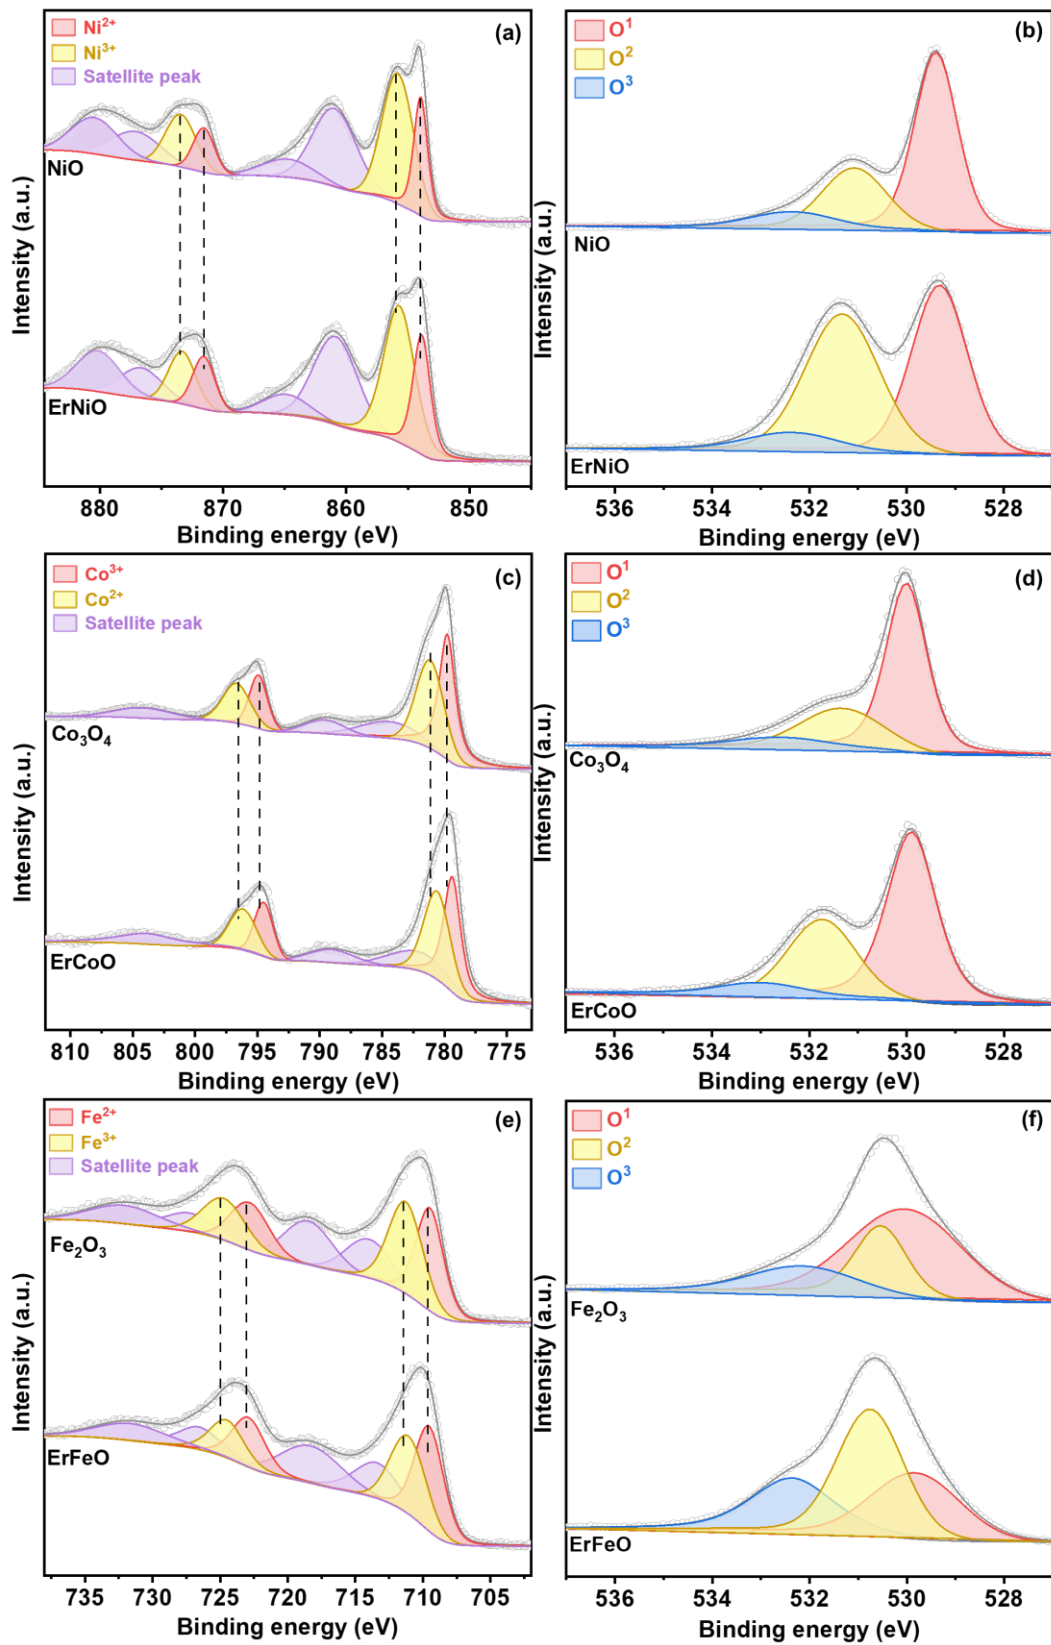 (a)
Ni²⁺
Ni³⁺
Satellite peak
NiO
ErNiO
Intensity (a.u.)
880 870 860 850
Binding energy (eV)
(b)
O¹
O²
O³
NiO
ErNiO
Intensity (a.u.)
536 534 532 530 528
Binding energy (eV)
(c)
Co³⁺
Co²⁺
Satellite peak
Co₃O₄
ErCoO
Intensity (a.u.)
810 805 800 795 790 785 780 775
Binding energy (eV)
(d)
O¹
O²
O³
Co₃O₄
ErCoO
Intensity (a.u.)
536 534 532 530 528
Binding energy (eV)
(e)
Fe²⁺
Fe³⁺
Satellite peak
Fe₂O₃
ErFeO
Intensity (a.u.)
735 730 725 720 715 710 705
Binding energy (eV)
(f)
O¹
O²
O³
Fe₂O₃
ErFeO
Intensity (a.u.)
536 534 532 530 528
Binding energy (eV)